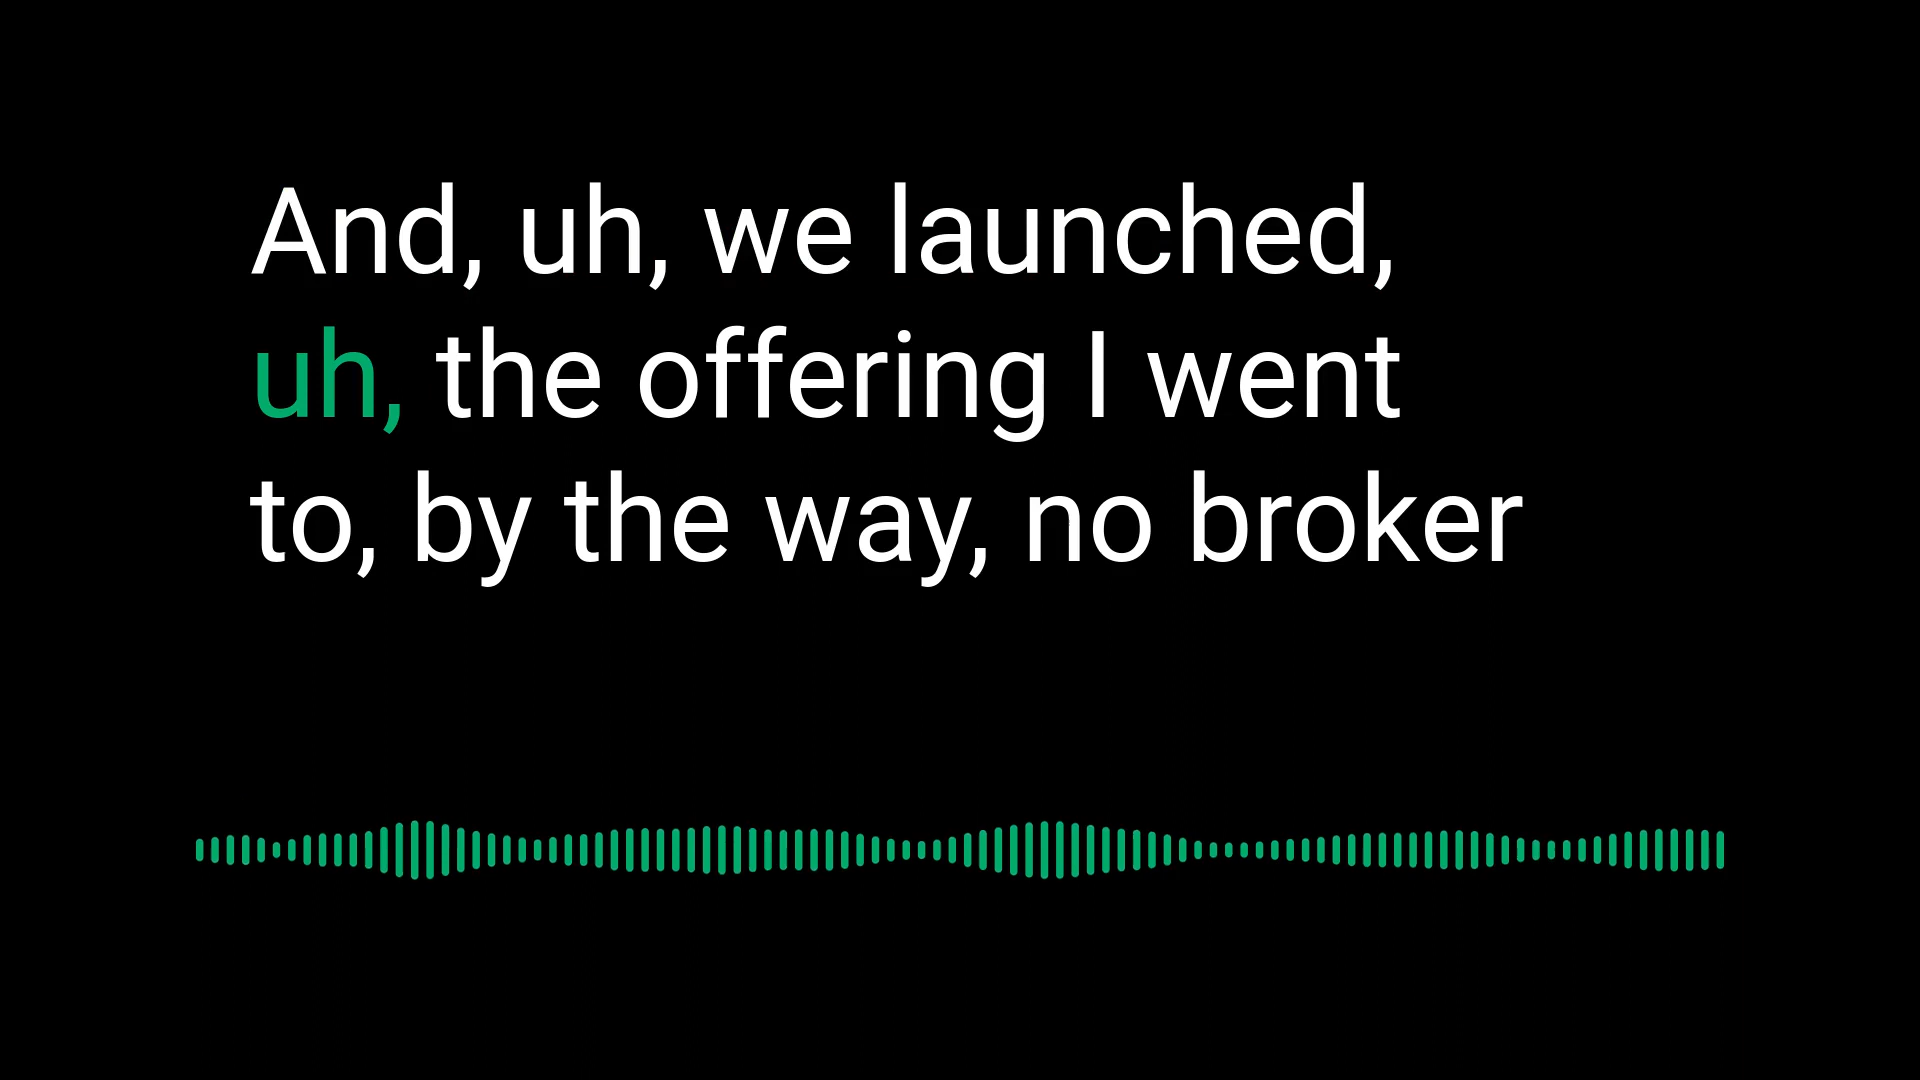 And, uh, we launched,
uh, the offering I went
to, by the way, no broker